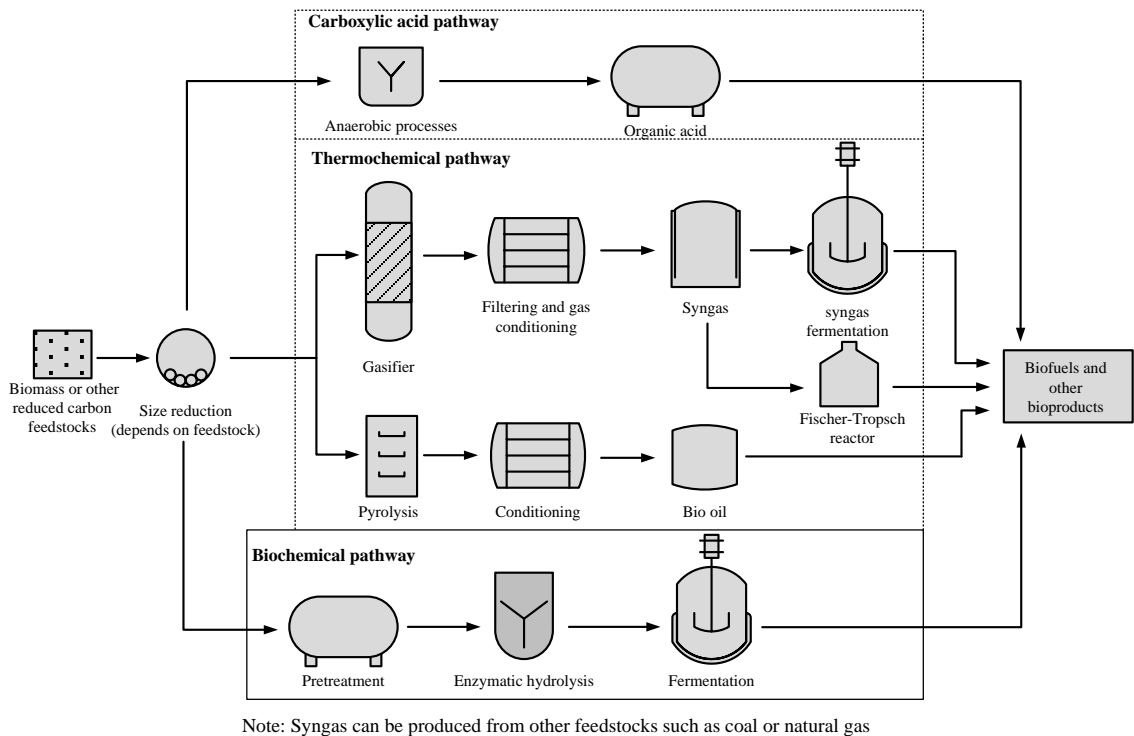 Carboxylic acid pathway
Anaerobic processes
Organic acid
Thermochemical pathway
Gasifier
Filtering and gas
conditioning
Syngas
syngas
fermentation
Biomass or other
reduced carbon
feedstocks
Size reduction
(depends on feedstock)
Fischer-Tropsch
reactor
Biofuels and
other
bioproducts
Pyrolysis
Conditioning
Bio oil
Biochemical pathway
Pretreatment
Enzymatic hydrolysis
Fermentation
Note: Syngas can be produced from other feedstocks such as coal or natural gas